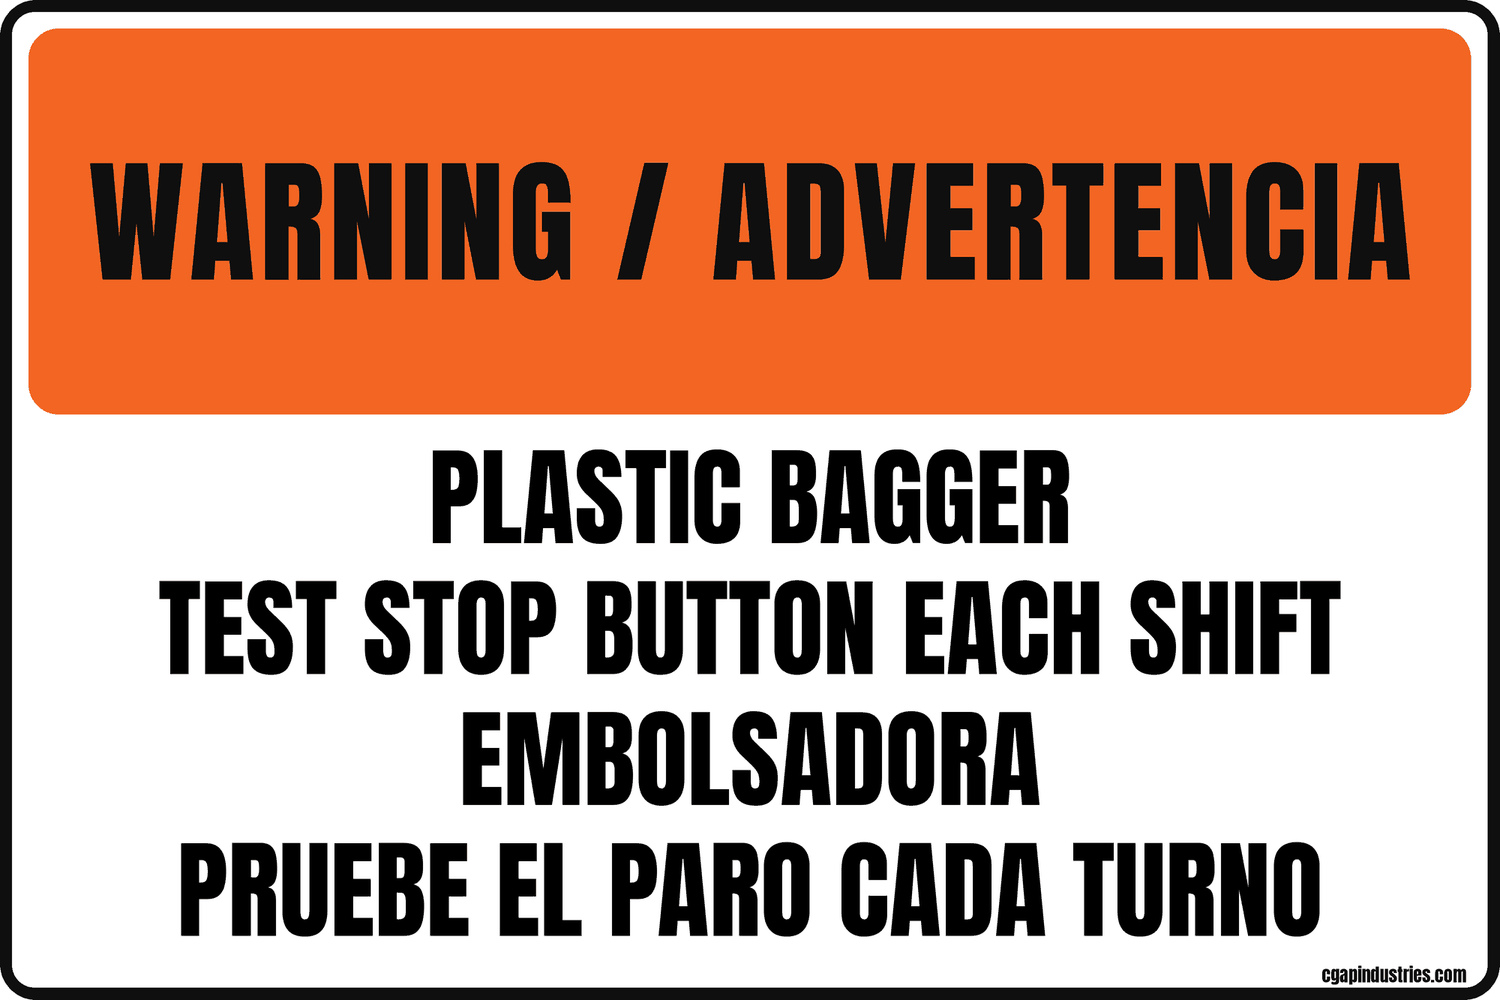 WARNING / ADVERTENCIA
PLASTIC BAGGER
TEST STOP BUTTON EACH SHIFT
EMBOLSADORA
PRUEBE EL PARO CADA TURNO
cgapindustries.com